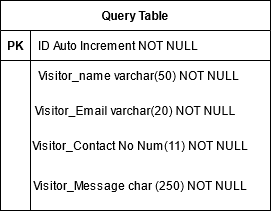 Query Table
PK ID Auto Increment NOT NULL
Visitor_name varchar(50) NOT NULL
Visitor_Email varchar(20) NOT NULL
Visitor_Contact No Num(11) NOT NULL
Visitor_Message char (250) NOT NULL